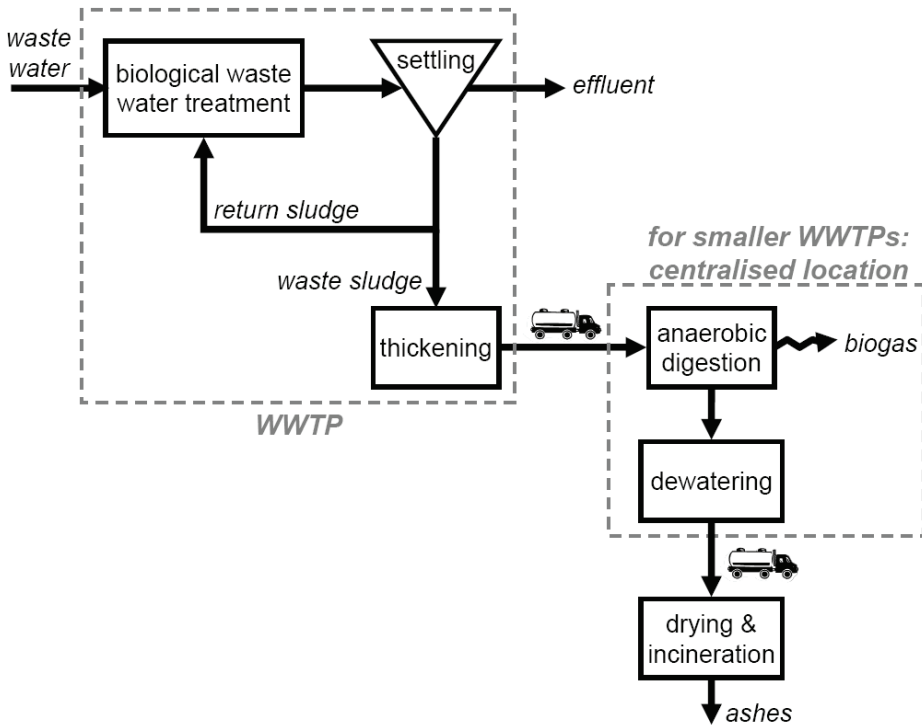 waste
water
biological waste
water treatment
settling
effluent
return sludge
waste sludge
thickening
WWTP
for smaller WWTPs:
centralised location
anaerobic
digestion
biogas
dewatering
drying &
incineration
ashes